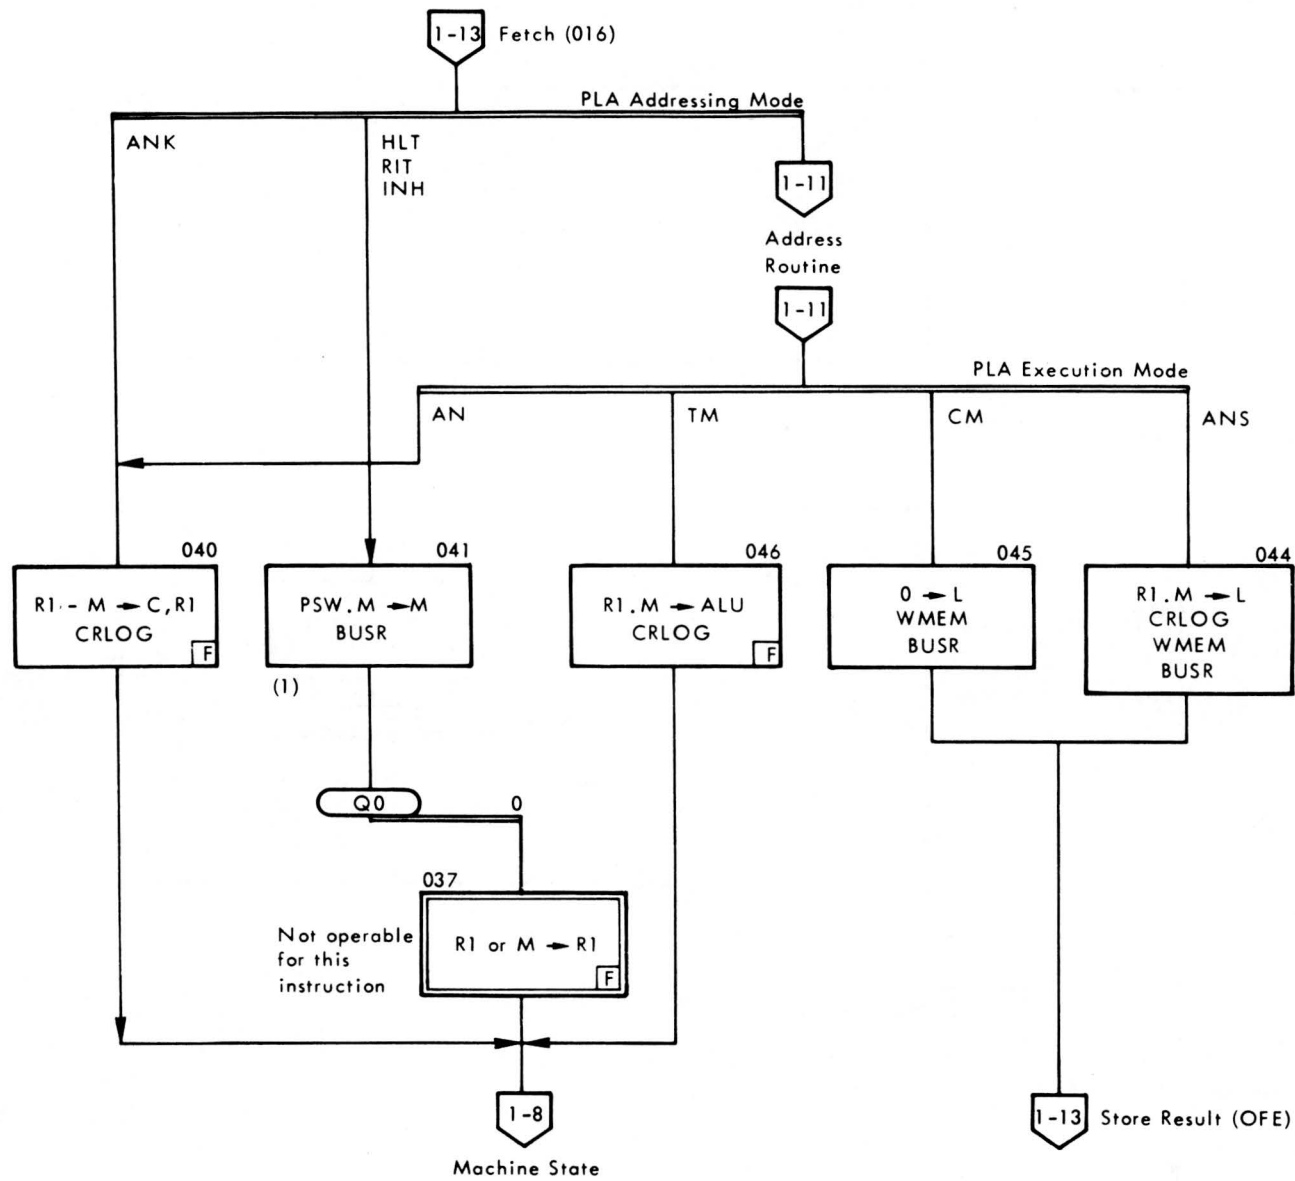 1-13 Fetch (016)
PLA Addressing Mode
ANK
HLT
RIT
INH
1-11
Address
Routine
1-11
PLA Execution Mode
AN
TM
CM
ANS
040
041
046
045
044
R1 - M → C, R1
CRLOG
F
PSW. M → M
BUSR
(1)
R1. M → ALU
CRLOG
F
0 → L
WMEM
BUSR
R1. M → L
CRLOG
WMEM
BUSR
Q0
0
037
Not operable
for this
instruction
R1 or M → R1
F
1-8
Machine State
1-13 Store Result (OFE)